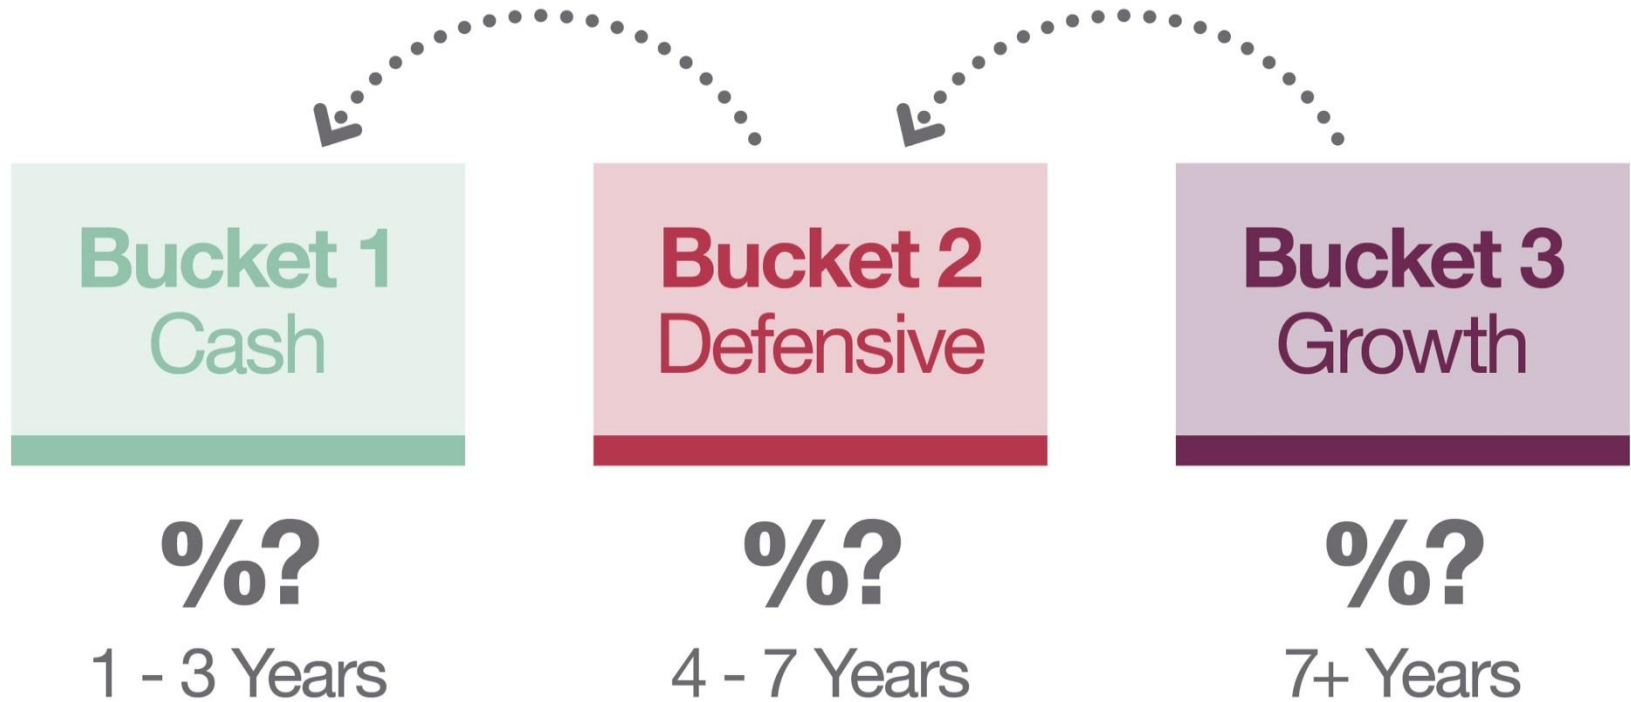 Bucket 1
Cash
%?
1 - 3 Years
Bucket 2
Defensive
%?
4 - 7 Years
Bucket 3
Growth
%?
7+ Years